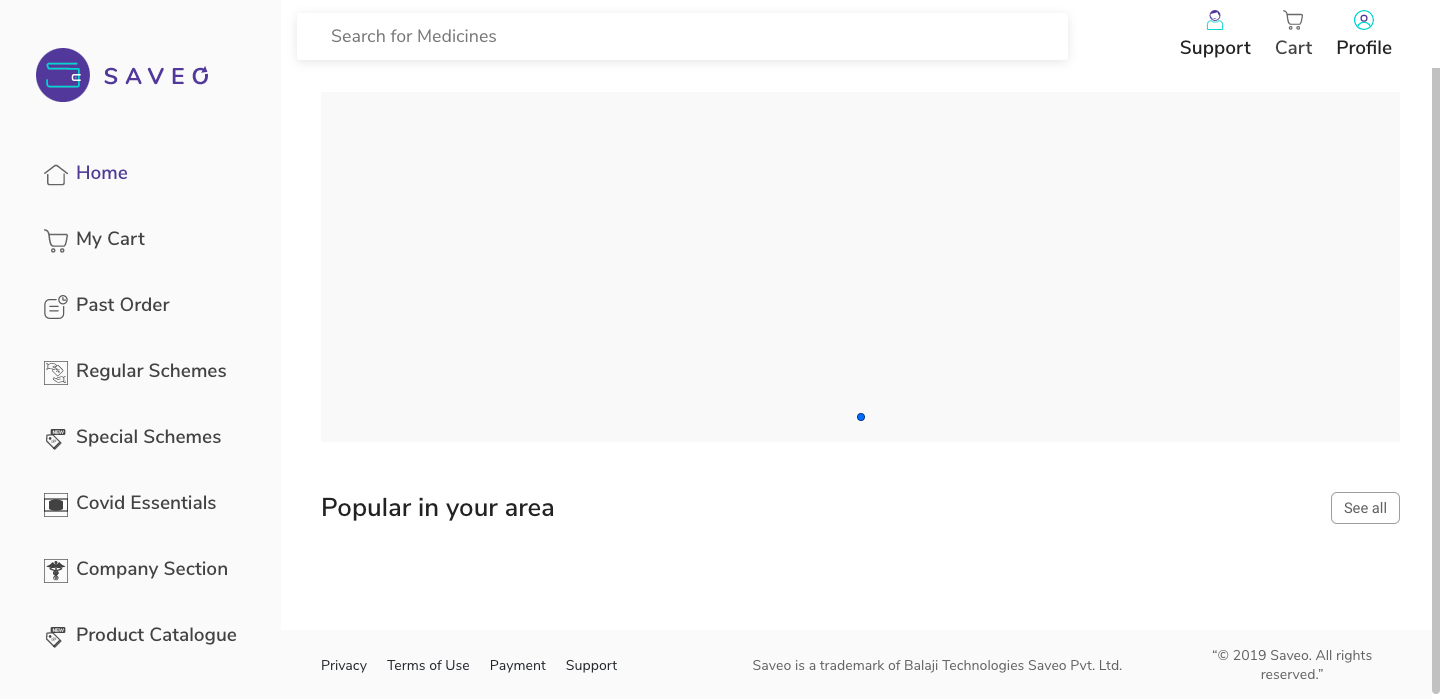 SAVEO
Home
My Cart
Past Order
Regular Schemes
Special Schemes
Covid Essentials
Company Section
Product Catalogue
Search for Medicines
Support
Cart
Profile
Popular in your area
See all
Privacy
Terms of Use
Payment
Support
Saveo is a trademark of Balaji Technologies Saveo Pvt. Ltd.
“© 2019 Saveo. All rights
reserved.”